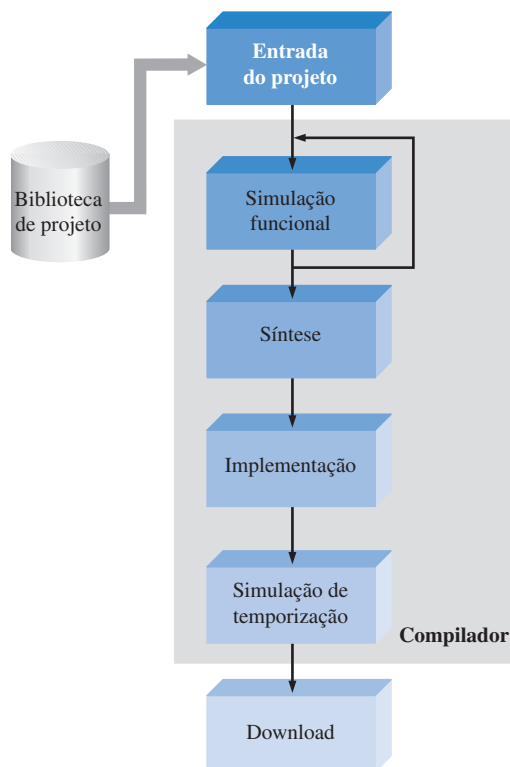 Entrada
do projeto
Biblioteca
de projeto
Simulação
funcional
Síntese
Implementação
Simulação de
temporização
Compilador
Download